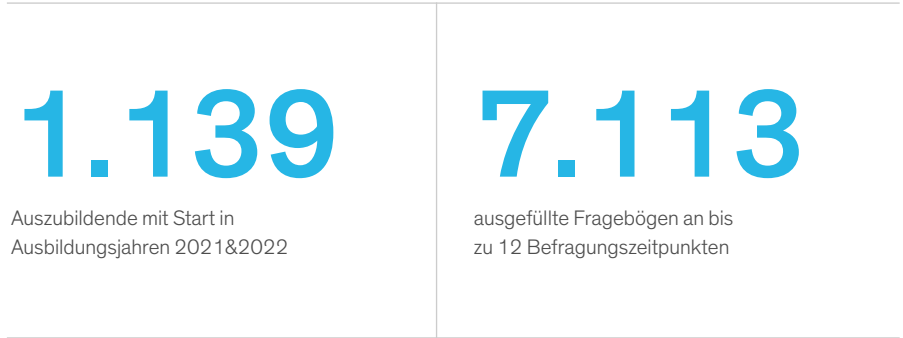 1.139
Auszubildende mit Start in
Ausbildungsjahren 2021&2022
7.113
ausgefüllte Fragebögen an bis
zu 12 Befragungszeitpunkten